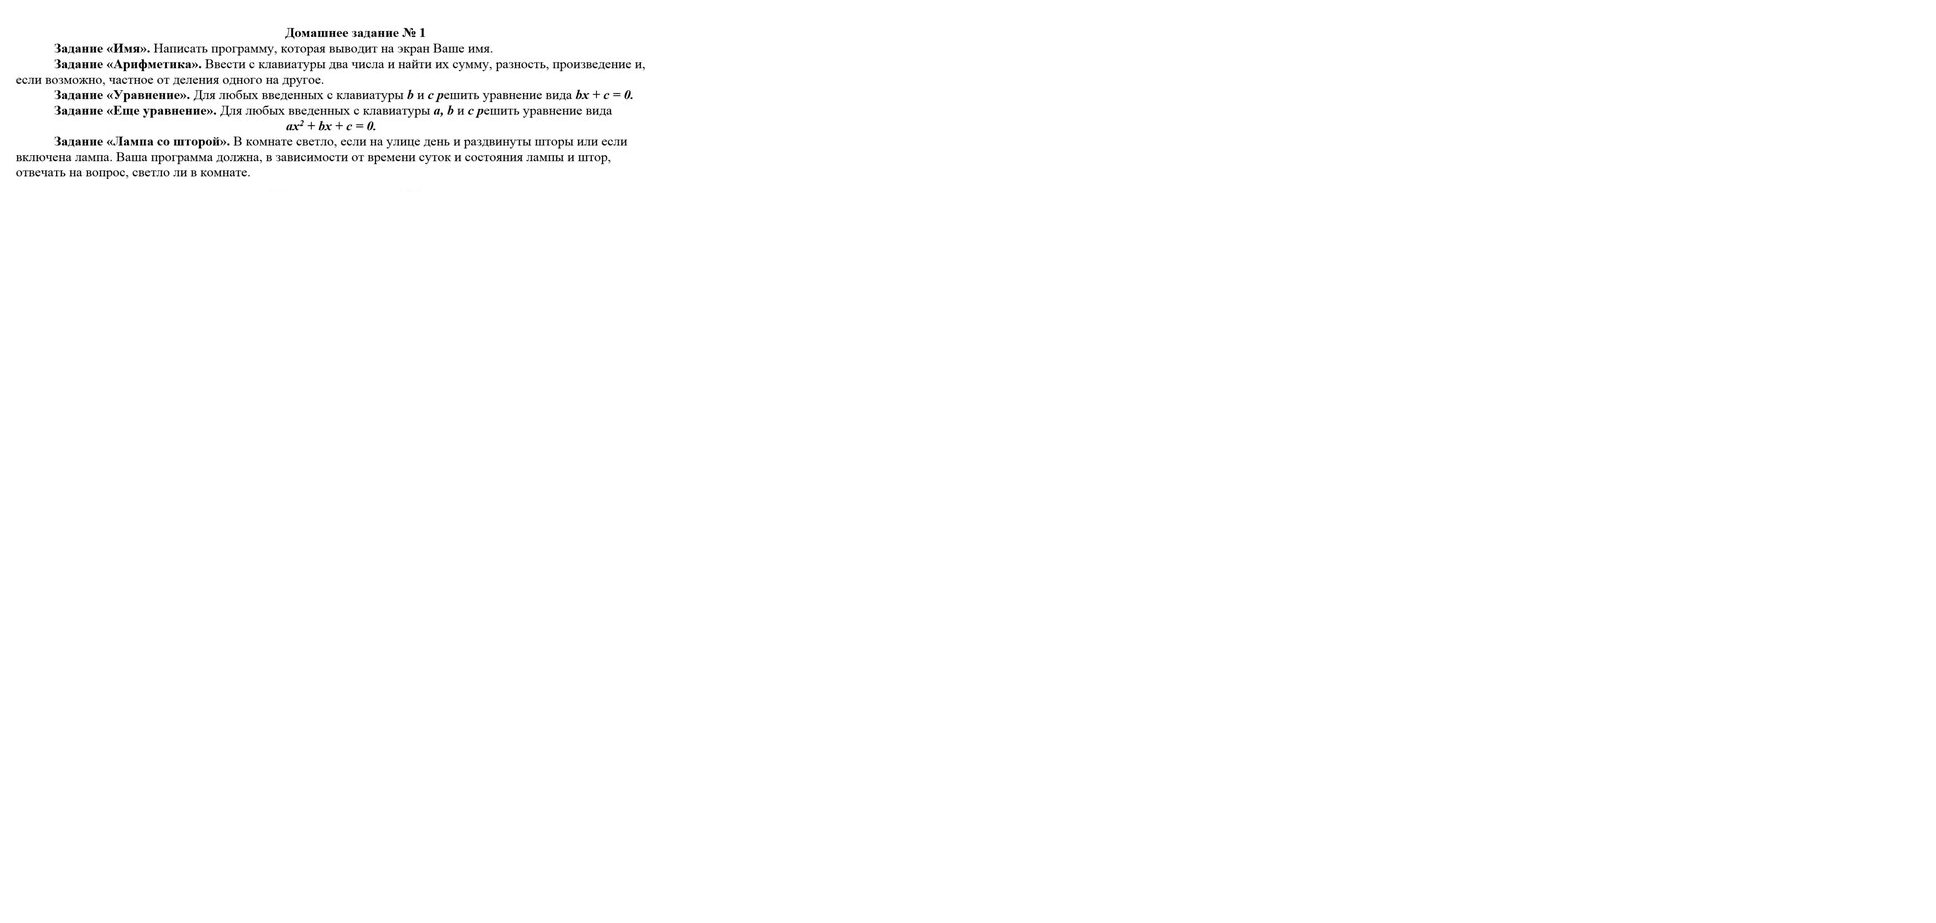 Домашнее задание № 1
Задание «Имя». Написать программу, которая выводит на экран Ваше имя.
Задание «Арифметика». Ввести с клавиатуры два числа и найти их сумму, разность, произведение и,
если возможно, частное от деления одного на другое.
Задание «Уравнение». Для любых введенных с клавиатуры b и c решить уравнение вида bx + c = 0.
Задание «Еще уравнение». Для любых введенных с клавиатуры a, b и c решить уравнение вида
ax² + bx + c = 0.
Задание «Лампа со шторой». В комнате светло, если на улице день и раздвинуты шторы или если
включена лампа. Ваша программа должна, в зависимости от времени суток и состояния лампы и штор,
отвечать на вопрос, светло ли в комнате.